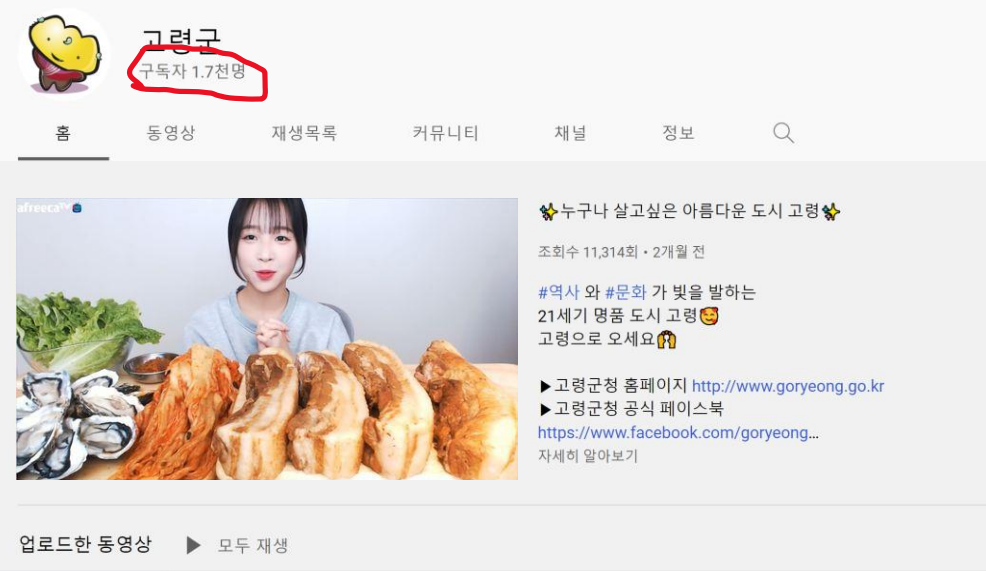 고령군
구독자 1.7천명
홈 동영상 재생목록 커뮤니티 채널 정보
afreecaTV
✨누구나 살고싶은 아름다운 도시 고령✨
조회수 11,314회 • 2개월 전
#역사 와 #문화 가 빛을 발하는
21세기 명품 도시 고령🥰
고령으로 오세요🙌
▶고령군청 홈페이지 http://www.goryeong.go.kr
▶고령군청 공식 페이스북
https://www.facebook.com/goryeong...
자세히 알아보기
업로드한 동영상 ▶ 모두 재생